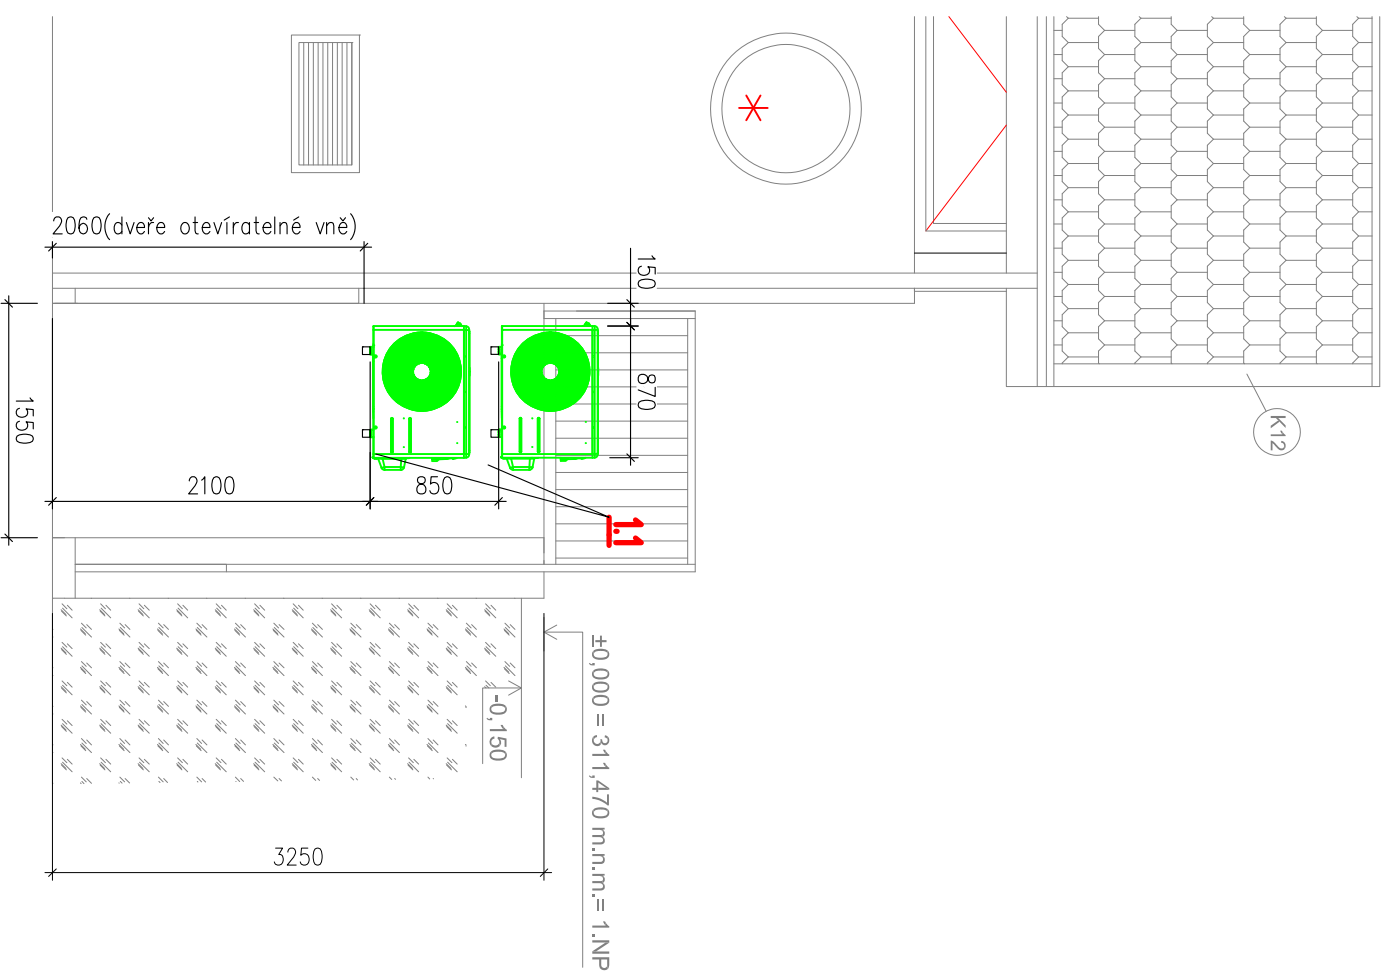 2060(dveře otevíratelné vně)
150
870
K12
1550
2100
850
1.1
±0,000 = 311,470 m.n.m.= 1.NP
-0,150
3250